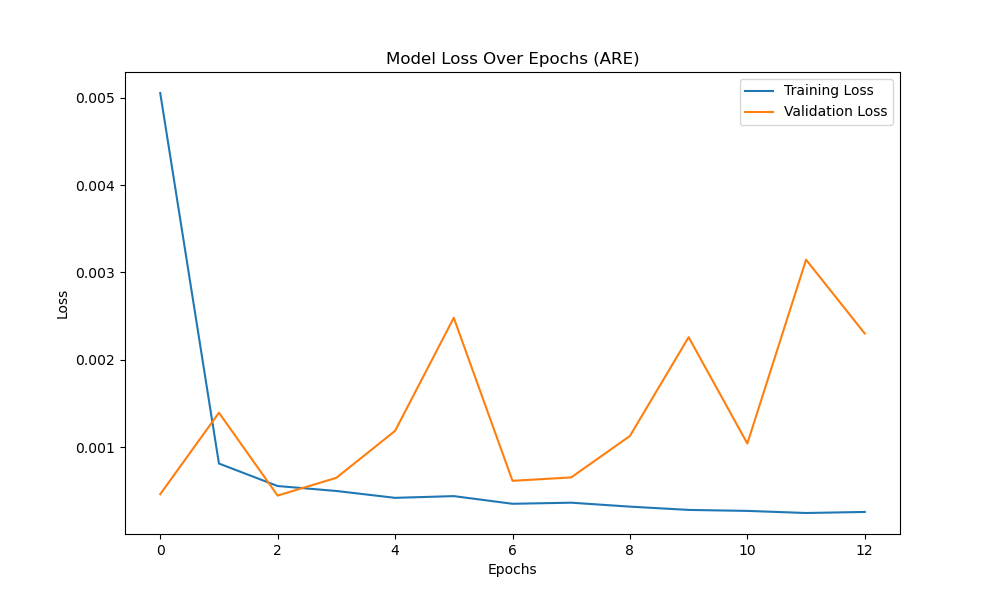 Model Loss Over Epochs (ARE)
Training Loss
Validation Loss
0.005
0.004
0.003
0.002
0.001
Loss
0 2 4 6 8 10 12
Epochs